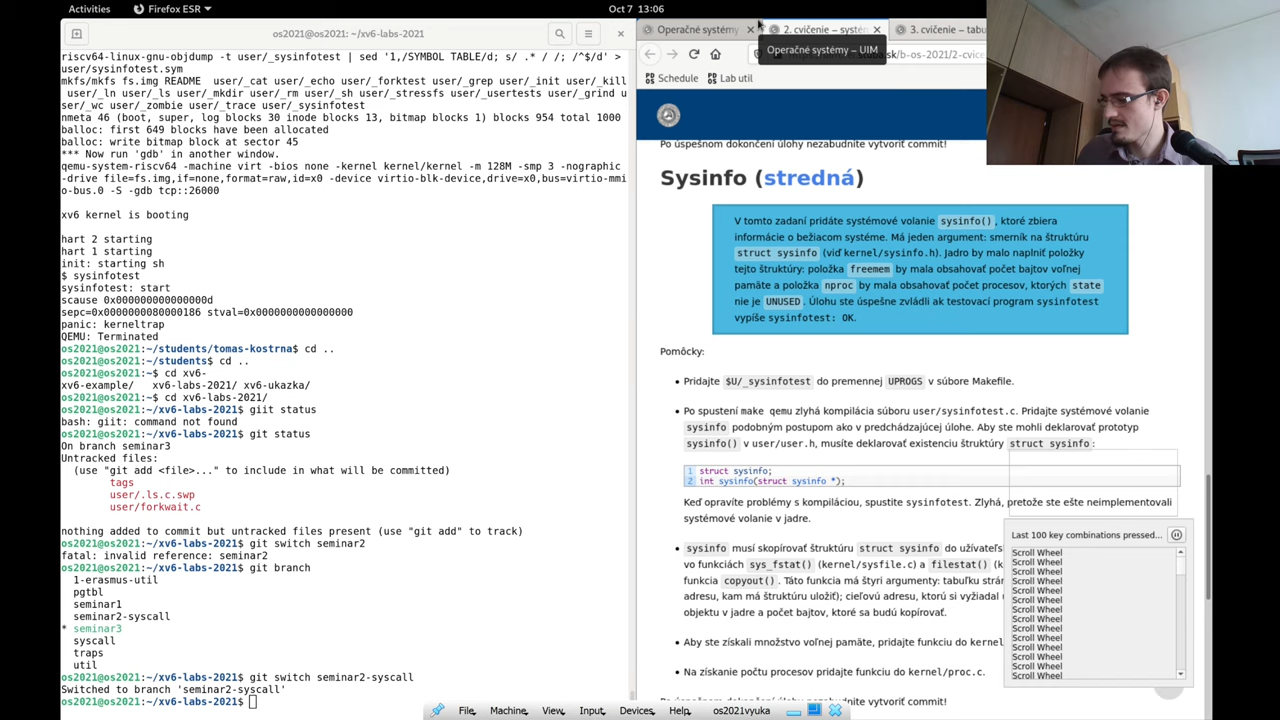 Activities
Firefox ESR
Oct 7 13:06
os2021@os2021: ~/xv6-labs-2021
riscv64-linux-gnu-objdump -t user/_sysinfotest | sed '1,/SYMBOL TABLE/d; s/ .* / /; /^$/d' >
user/sysinfotest.sym
mkfs/mkfs fs.img README user/_cat user/_echo user/_forktest user/_grep user/_init user/_kill
user/_ln user/_ls user/_mkdir user/_rm user/_sh user/_stressfs user/_usertests user/_grind u
ser/_wc user/_zombie user/_trace user/_sysinfotest
nmeta 46 (boot, super, log blocks 30 inode blocks 13, bitmap blocks 1) blocks 954 total 1000
balloc: first 649 blocks have been allocated
balloc: write bitmap block at sector 45
*** Now run 'gdb' in another window.
qemu-system-riscv64 -machine virt -bios none -kernel kernel/kernel -m 128M -smp 3 -nographic
-drive file=fs.img,if=none,format=raw,id=x0 -device virtio-blk-device,drive=x0,bus=virtio-mmi
o-bus.0 -S -gdb tcp::26000
xv6 kernel is booting
hart 2 starting
hart 1 starting
init: starting sh
$ sysinfotest
sysinfotest: start
scause 0x000000000000000d
sepc=0x0000000080000186 stval=0x0000000000000000
panic: kerneltrap
QEMU: Terminated
os2021@os2021:~/students/tomas-kostrna$ cd ..
os2021@os2021:~/students$ cd ..
os2021@os2021:~$ cd xv6-
xv6-example/ xv6-labs-2021/ xv6-ukazka/
os2021@os2021:~$ cd xv6-labs-2021/
os2021@os2021:~/xv6-labs-2021$ giit status
bash: giit: command not found
os2021@os2021:~/xv6-labs-2021$ git status
On branch seminar3
Untracked files:
(use "git add <file>..." to include in what will be committed)
tags
user/.ls.c.swp
user/forkwait.c
nothing added to commit but untracked files present (use "git add" to track)
os2021@os2021:~/xv6-labs-2021$ git switch seminar2
fatal: invalid reference: seminar2
os2021@os2021:~/xv6-labs-2021$ git branch
1-erasmus-util
pgtbl
seminar1
seminar2-syscall
* seminar3
syscall
traps
util
os2021@os2021:~/xv6-labs-2021$ git switch seminar2-syscall
Switched to branch 'seminar2-syscall'
os2021@os2021:~/xv6-labs-2021$
Operačné systémy
2. cvičenie – systém
3. cvičenie – tabu
Operačné systémy – UIM
b-os-2021/2-cvice
Schedule
Lab util
Po úspešnom dokončení úlohy nezabudnite vytvoriť commit!
Sysinfo (stredná)
V tomto zadaní pridáte systémové volanie sysinfo(), ktoré zbiera
informácie o bežiacom systéme. Má jeden argument: smerník na štruktúru
struct sysinfo (viď kernel/sysinfo.h). Jadro by malo naplniť položky
tejto štruktúry: položka freemem by mala obsahovať počet bajtov voľnej
pamäte a položka nproc by mala obsahovať počet procesov, ktorých state
nie je UNUSED. Úlohu ste úspešne zvládli ak testovací program sysinfotest
vypíše sysinfotest: OK.
Pomôcky:
• Pridajte $U/_sysinfotest do premennej UPROGS v súbore Makefile.
• Po spustení make qemu zlyhá kompilácia súboru user/sysinfotest.c. Pridajte systémové volanie
sysinfo podobným postupom ako v predchádzajúcej úlohe. Aby ste mohli deklarovať prototyp
sysinfo() v user/user.h, musíte deklarovať existenciu štruktúry struct sysinfo:
1 struct sysinfo;
2 int sysinfo(struct sysinfo *);
Keď opravíte problémy s kompiláciou, spustite sysinfotest. Zlyhá, pretože ste ešte neimplementovali
systémové volanie v jadre.
• sysinfo musí skopírovať štruktúru struct sysinfo do užívateľs
vo funkciách sys_fstat() (kernel/sysfile.c) a filestat() (k
funkcia copyout(). Táto funkcia má štyri argumenty: tabuľku strán
adresu, kam má štruktúru uložiť); cieľovú adresu, ktorú si vyžiadal u
objektu v jadre a počet bajtov, ktoré sa budú kopírovať.
• Aby ste získali množstvo voľnej pamäte, pridajte funkciu do kernel
• Na získanie počtu procesov pridajte funkciu do kernel/proc.c.
Last 100 key combinations pressed...
Scroll Wheel
Scroll Wheel
Scroll Wheel
Scroll Wheel
Scroll Wheel
Scroll Wheel
Scroll Wheel
Scroll Wheel
Scroll Wheel
Scroll Wheel
Scroll Wheel
Scroll Wheel
Scroll Wheel
Scroll Wheel
File
Machine
View
Input
Devices
Help
os2021vyuka